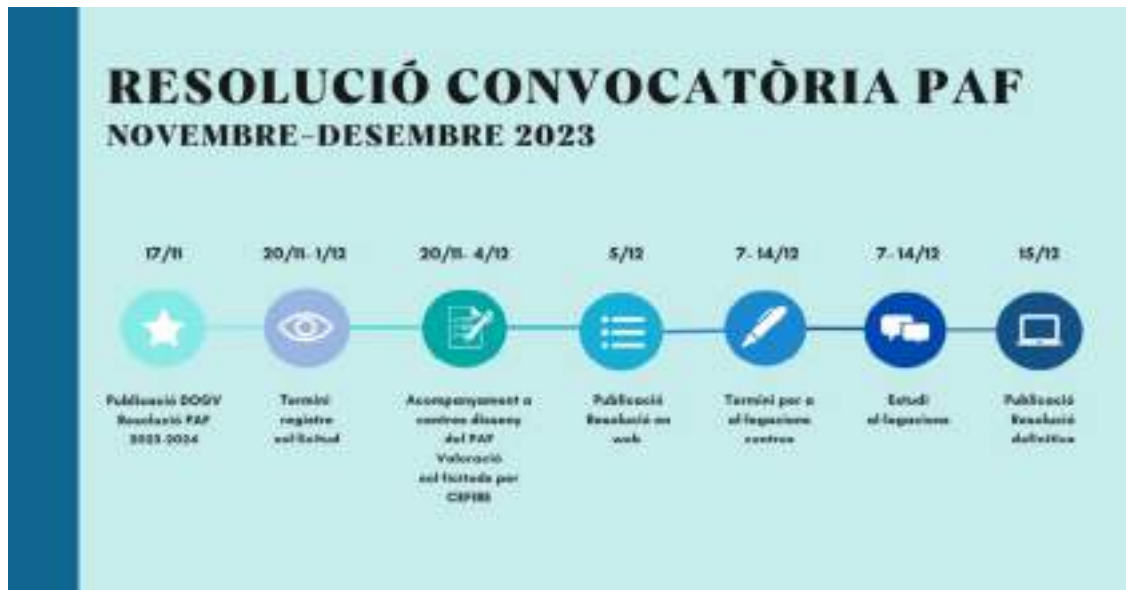 RESOLUCIÓ CONVOCATÒRIA PAF
NOVEMBRE-DESEMBRE 2023
17/11
20/11- 1/12
20/11- 4/12
5/12
7- 14/12
7- 14/12
15/12
Publicació DOGV
Resolució PAF
2023-2024
Termini
registre
sol·licitud
Acompanyament a
centres disseny
del PAF
Valoració
sol·licituds per
CEFIRE
Publicació
Resolució en
web
Termini per a
al·legacions
centres
Estudi
al·legacions
Publicació
Resolució
definitiva